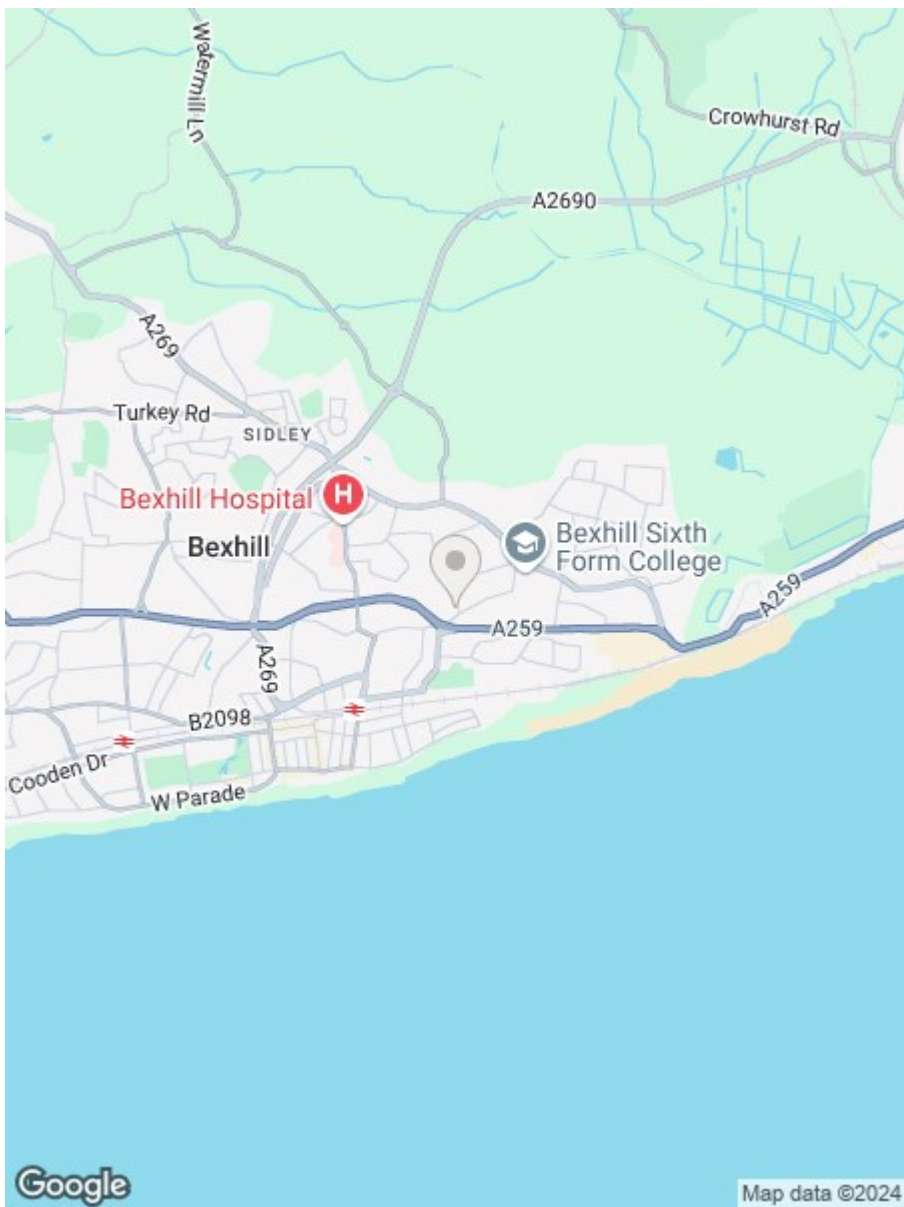 Watermill Ln
Crowhurst Rd
A2690
A269
Turkey Rd
SIDLEY
Bexhill Hospital
H
Bexhill
Bexhill Sixth
Form College
A259
A259
A269
B2098
Cooden Dr
W Parade
Google
Map data ©2024